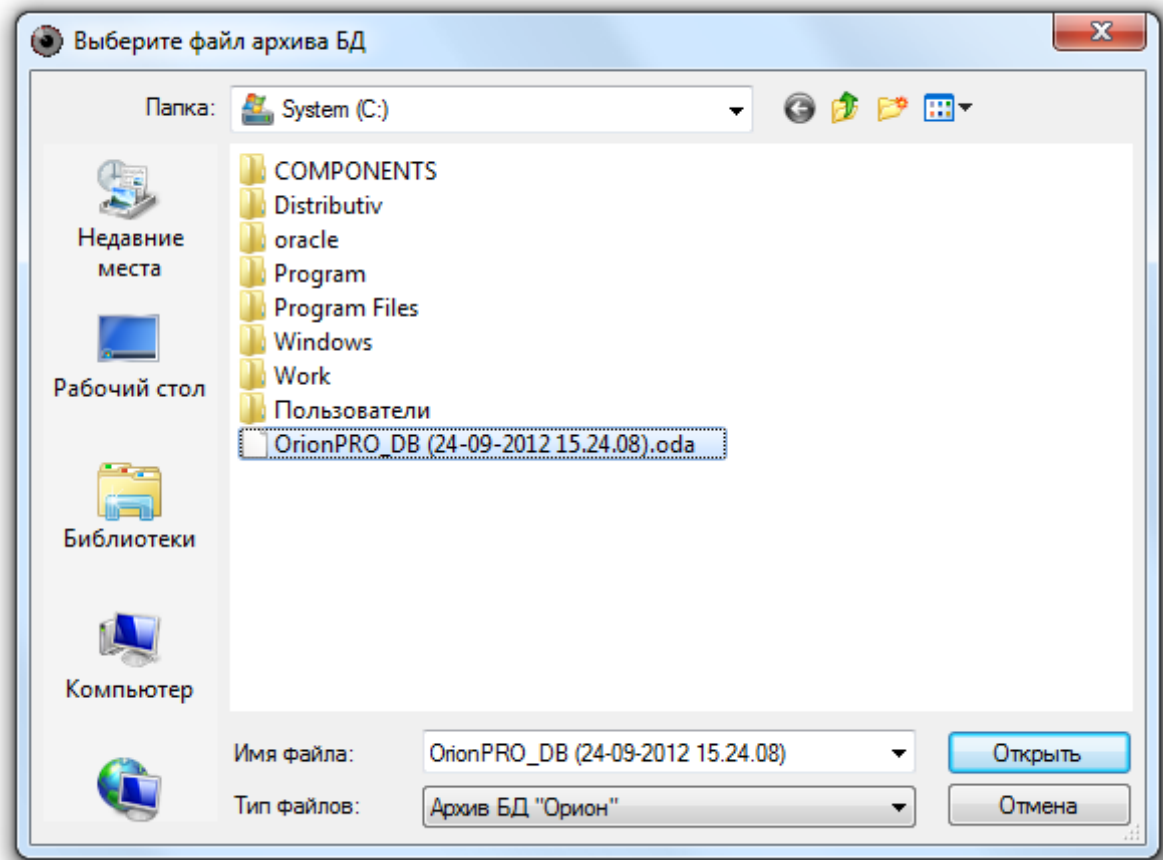 Выберите файл архива БД
Папка: System (C:)
COMPONENTS
Distributiv
oracle
Program
Program Files
Windows
Work
Пользователи
OrionPRO_DB (24-09-2012 15.24.08).oda
Недавние
места
Рабочий стол
Библиотеки
Компьютер
Имя файла: OrionPRO_DB (24-09-2012 15.24.08) Открыть
Тип файлов: Архив БД "Орион" Отмена